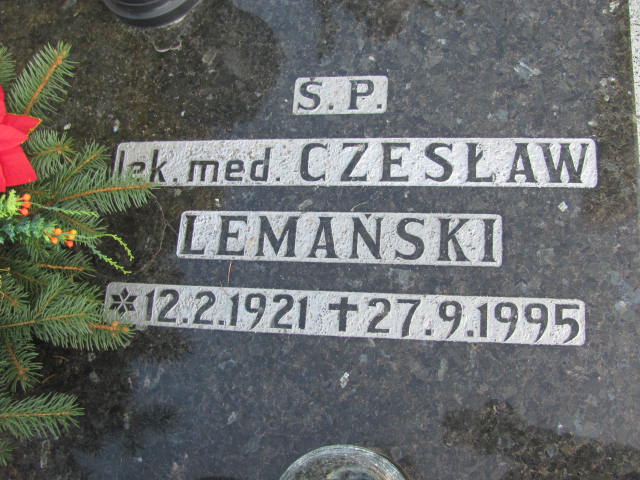 Ś.P.
lek. med. CZESŁAW
LEMAŃSKI
* 12.2.1921 ✝ 27.9.1995